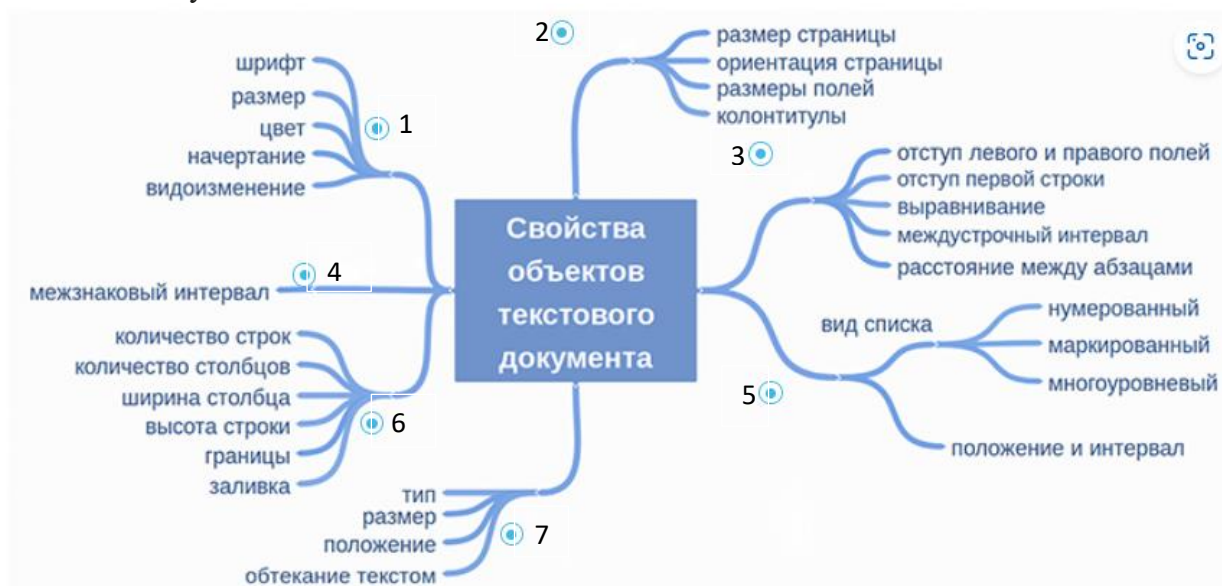 2
размер страницы
ориентация страницы
размеры полей
колонтитулы
шрифт
размер
цвет
начертание
видоизменение
1
3
отступ левого и правого полей
отступ первой строки
выравнивание
междустрочный интервал
расстояние между абзацами
Свойства
объектов
текстового
документа
4
межзнаковый интервал
количество строк
количество столбцов
ширина столбца
высота строки
границы
заливка
6
5
вид списка
нумерованный
маркированный
многоуровневый
положение и интервал
тип
размер
положение
обтекание текстом
7